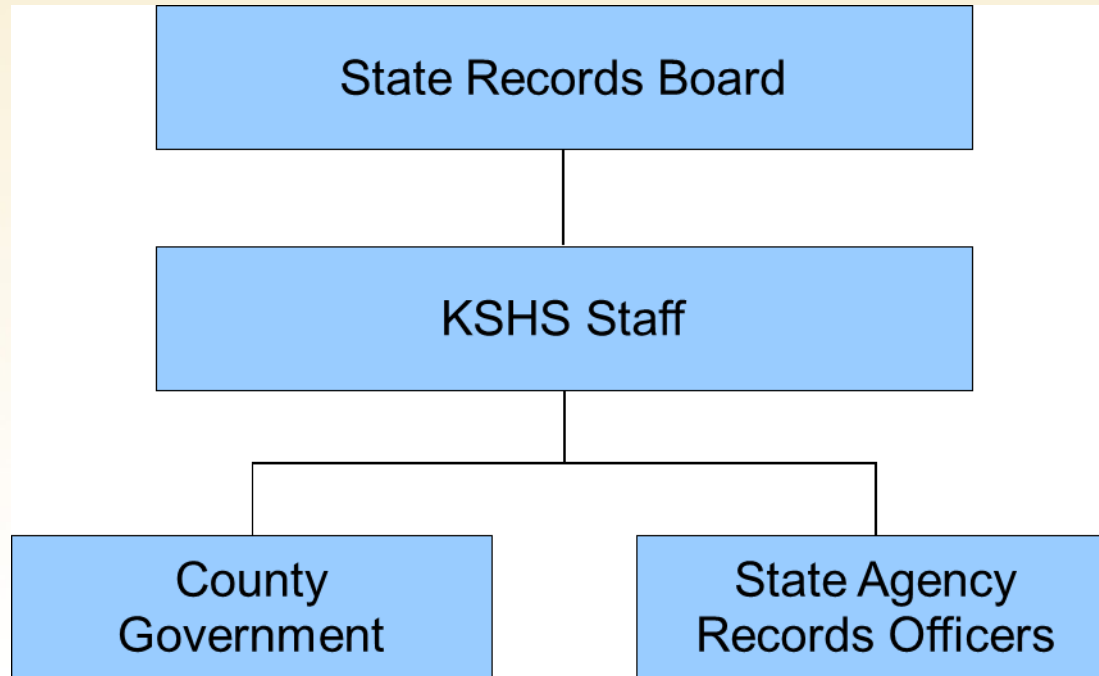 State Records Board
KSHS Staff
County
Government
State Agency
Records Officers